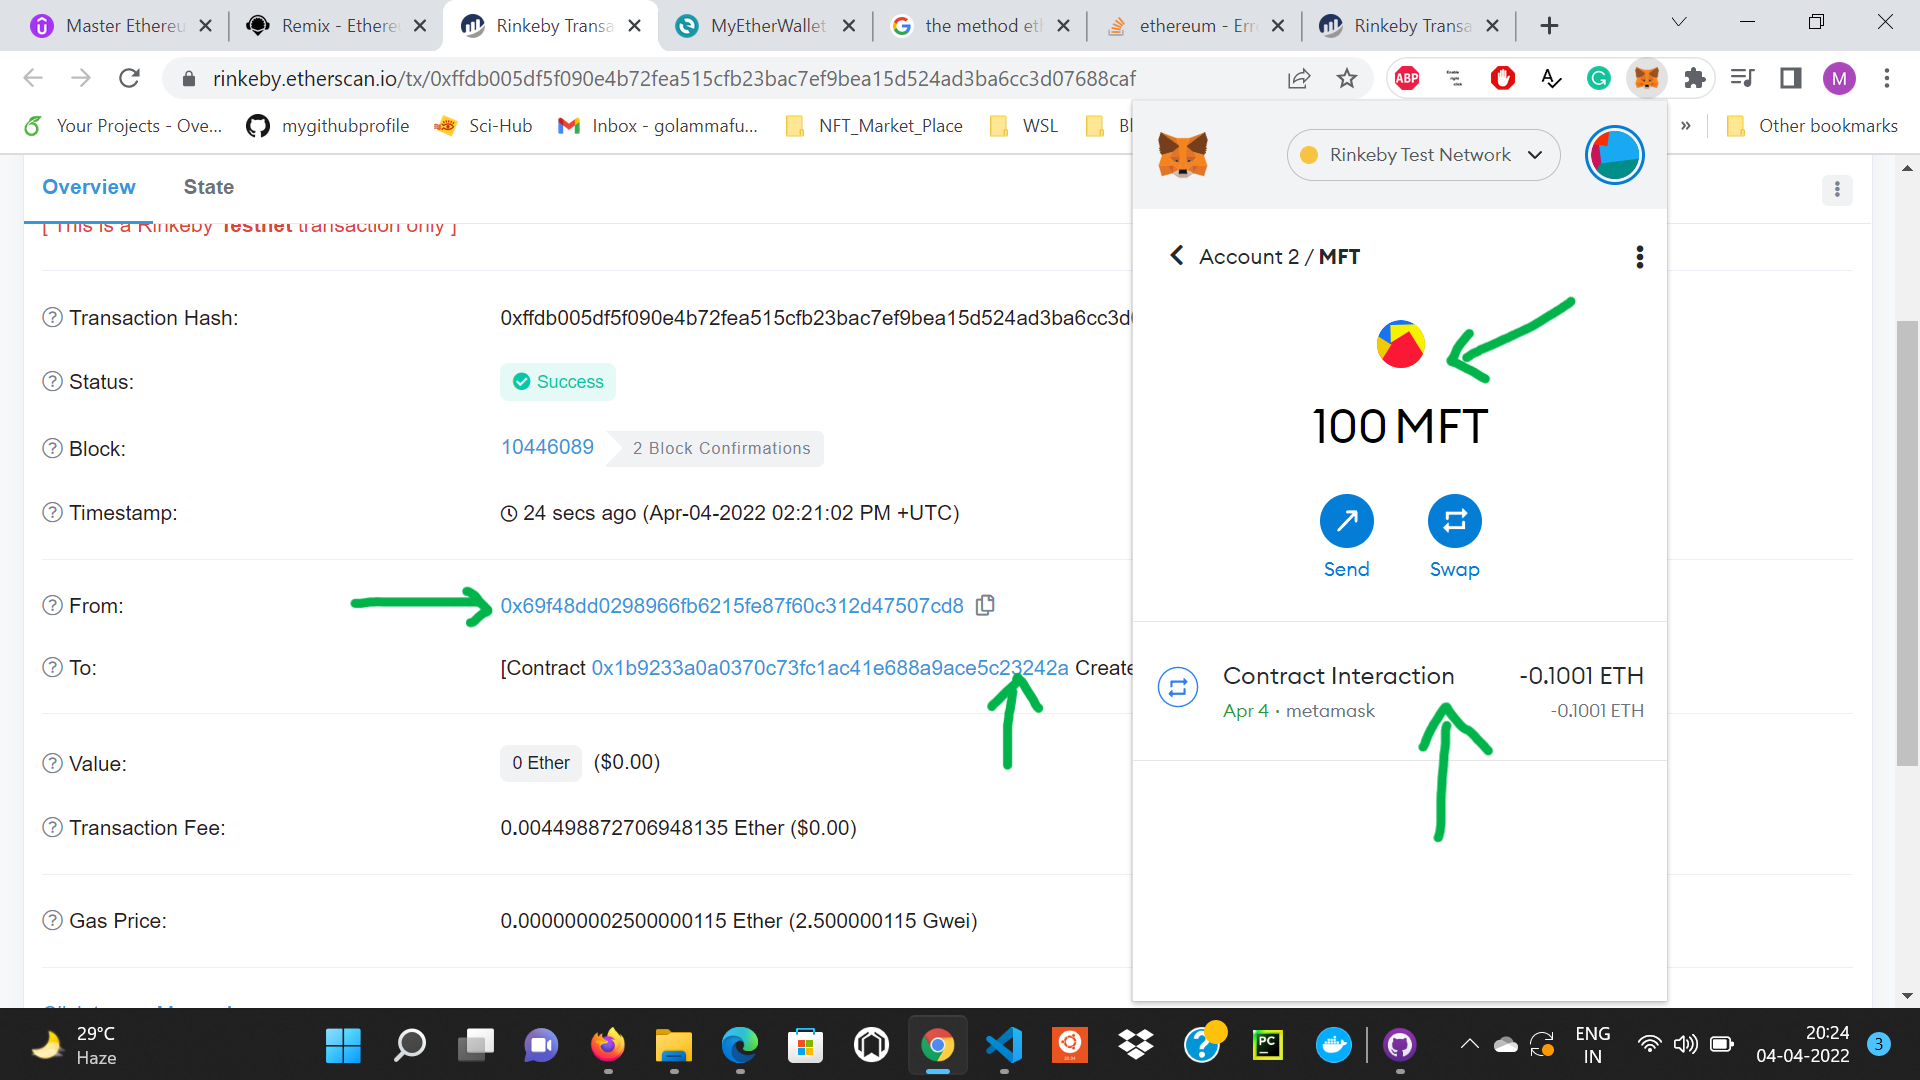 Master Ethereu
Remix - Ethere
Rinkeby Transa
MyEtherWallet
the method eth
ethereum - Erro
Rinkeby Transa
rinkeby.etherscan.io/tx/0xffdb005df5f090e4b72fea515cfb23bac7ef9bea15d524ad3ba6cc3d07688caf
ABP
M
Your Projects - Ove...
mygithubprofile
Sci-Hub
Inbox - golammafu...
NFT_Market_Place
WSL
»
Other bookmarks
Overview
State
[ This is a Rinkeby Testnet transaction only ]
Transaction Hash:
0xffdb005df5f090e4b72fea515cfb23bac7ef9bea15d524ad3ba6cc3d
Status:
Success
Block:
10446089
2 Block Confirmations
Timestamp:
24 secs ago (Apr-04-2022 02:21:02 PM +UTC)
From:
0x69f48dd0298966fb6215fe87f60c312d47507cd8
To:
[Contract 0x1b9233a0a0370c73fc1ac41e688a9ace5c23242a Create
Value:
0 Ether ($0.00)
Transaction Fee:
0.004498872706948135 Ether ($0.00)
Gas Price:
0.000000002500000115 Ether (2.500000115 Gwei)
Rinkeby Test Network
Account 2 / MFT
100 MFT
Send
Swap
Contract Interaction
-0.1001 ETH
Apr 4 · metamask
-0.1001 ETH
29°C
Haze
PC
ENG
IN
20:24
04-04-2022
3